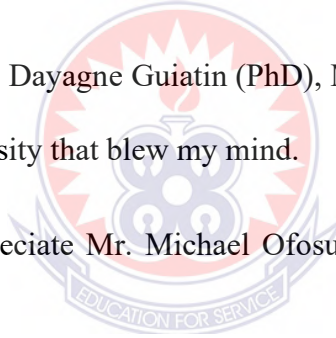 Dayagne Guiatin (PhD),
sity that blew my mind.
eciate Mr. Michael Ofosu
EDUCATION FOR SERVICE